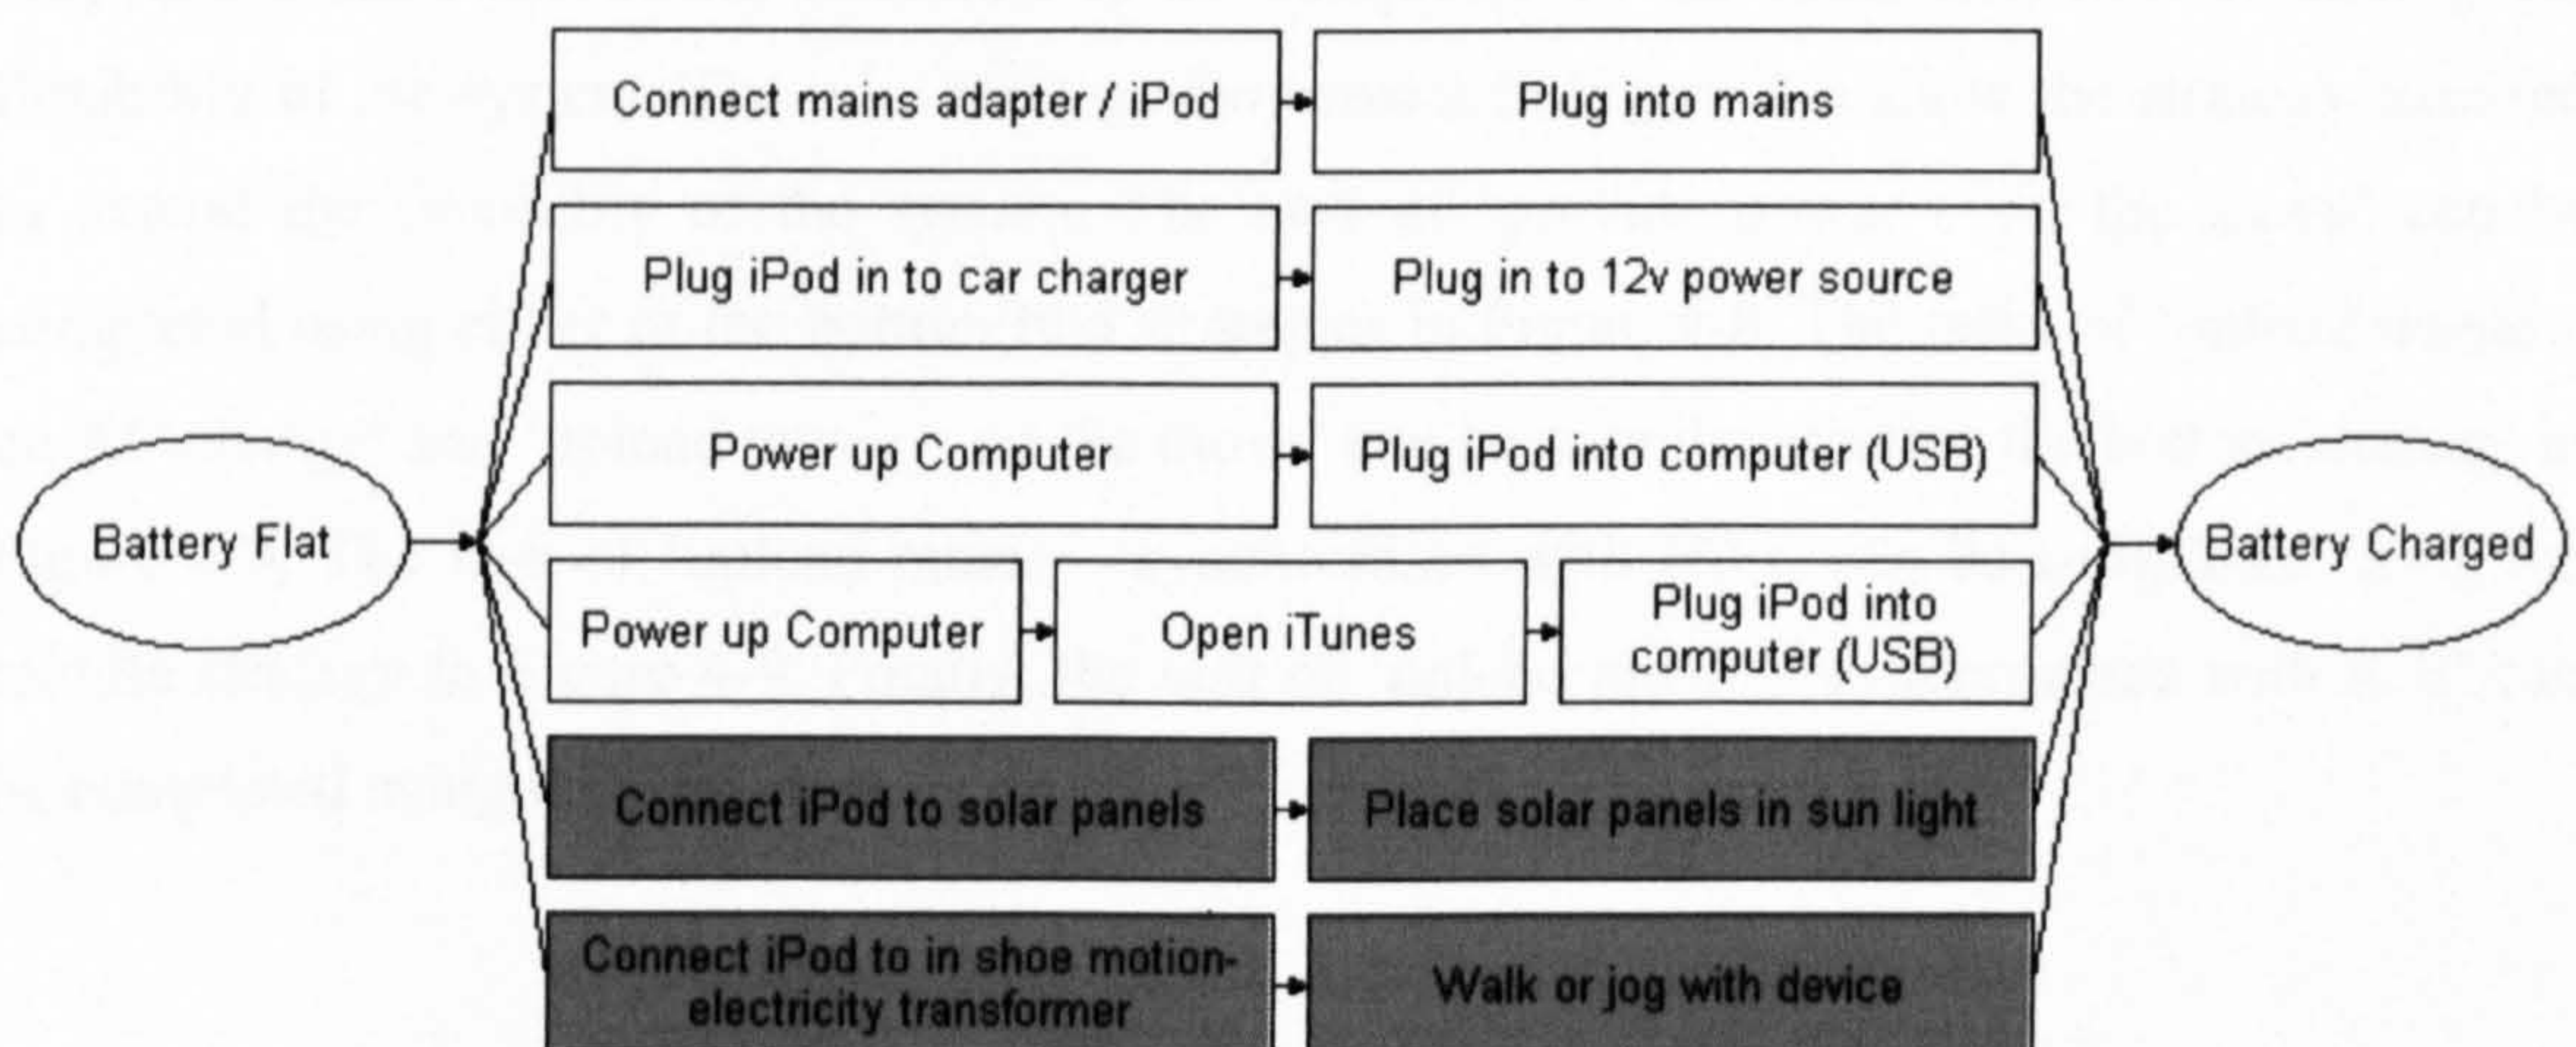 Connect mains adapter / iPod
Plug into mains
Plug iPod in to car charger
Plug in to 12v power source
Power up Computer
Plug iPod into computer (USB)
Battery Flat
Battery Charged
Power up Computer
Open iTunes
Plug iPod into
computer (USB)
Connect iPod to solar panels
Place solar panels in sun light
Connect iPod to in shoe motion-
electricity transformer
Walk or jog with device